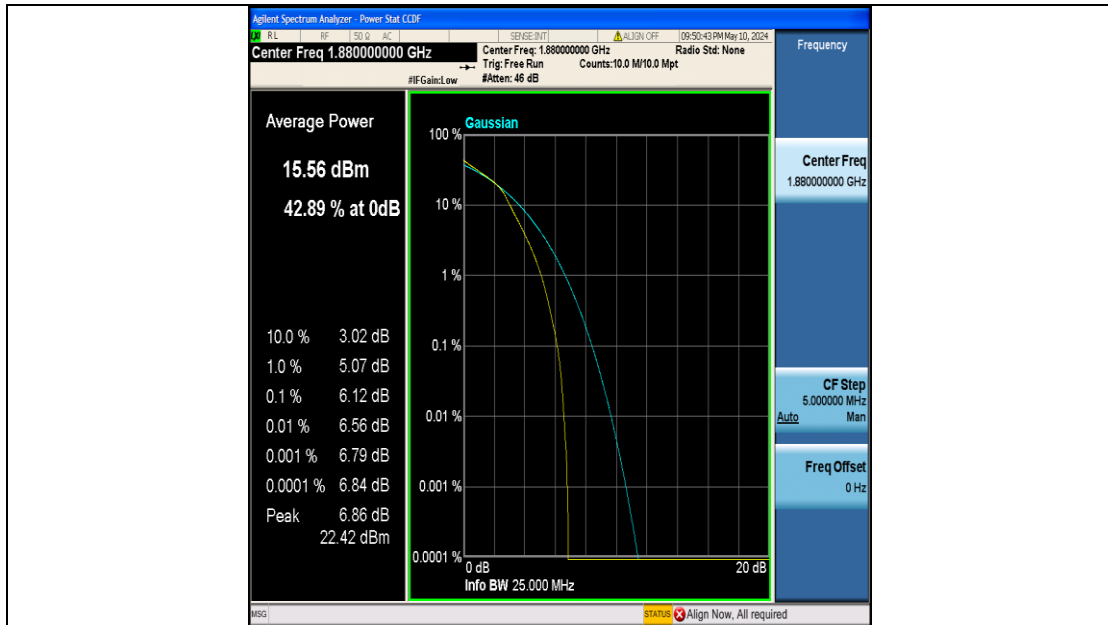 Agilent Spectrum Analyzer - Power Stat CCDF
RL RF 50 Ω AC SENSE:INT ALIGN OFF 09:50:43 PM May 10, 2024
Center Freq 1.880000000 GHz
Center Freq: 1.880000000 GHz Radio Std: None
Trig: Free Run Counts:10.0 M/10.0 Mpt
#IFGain:Low #Atten: 46 dB
Frequency
Average Power
15.56 dBm
42.89 % at 0dB
10.0 % 3.02 dB
1.0 % 5.07 dB
0.1 % 6.12 dB
0.01 % 6.56 dB
0.001 % 6.79 dB
0.0001 % 6.84 dB
Peak 6.86 dB
22.42 dBm
Gaussian
100 %
10 %
1 %
0.1 %
0.01 %
0.001 %
0.0001 %
0 dB 20 dB
Info BW 25.000 MHz
Center Freq
1.880000000 GHz
CF Step
5.000000 MHz
Auto Man
Freq Offset
0 Hz
MSG STATUS Align Now, All required